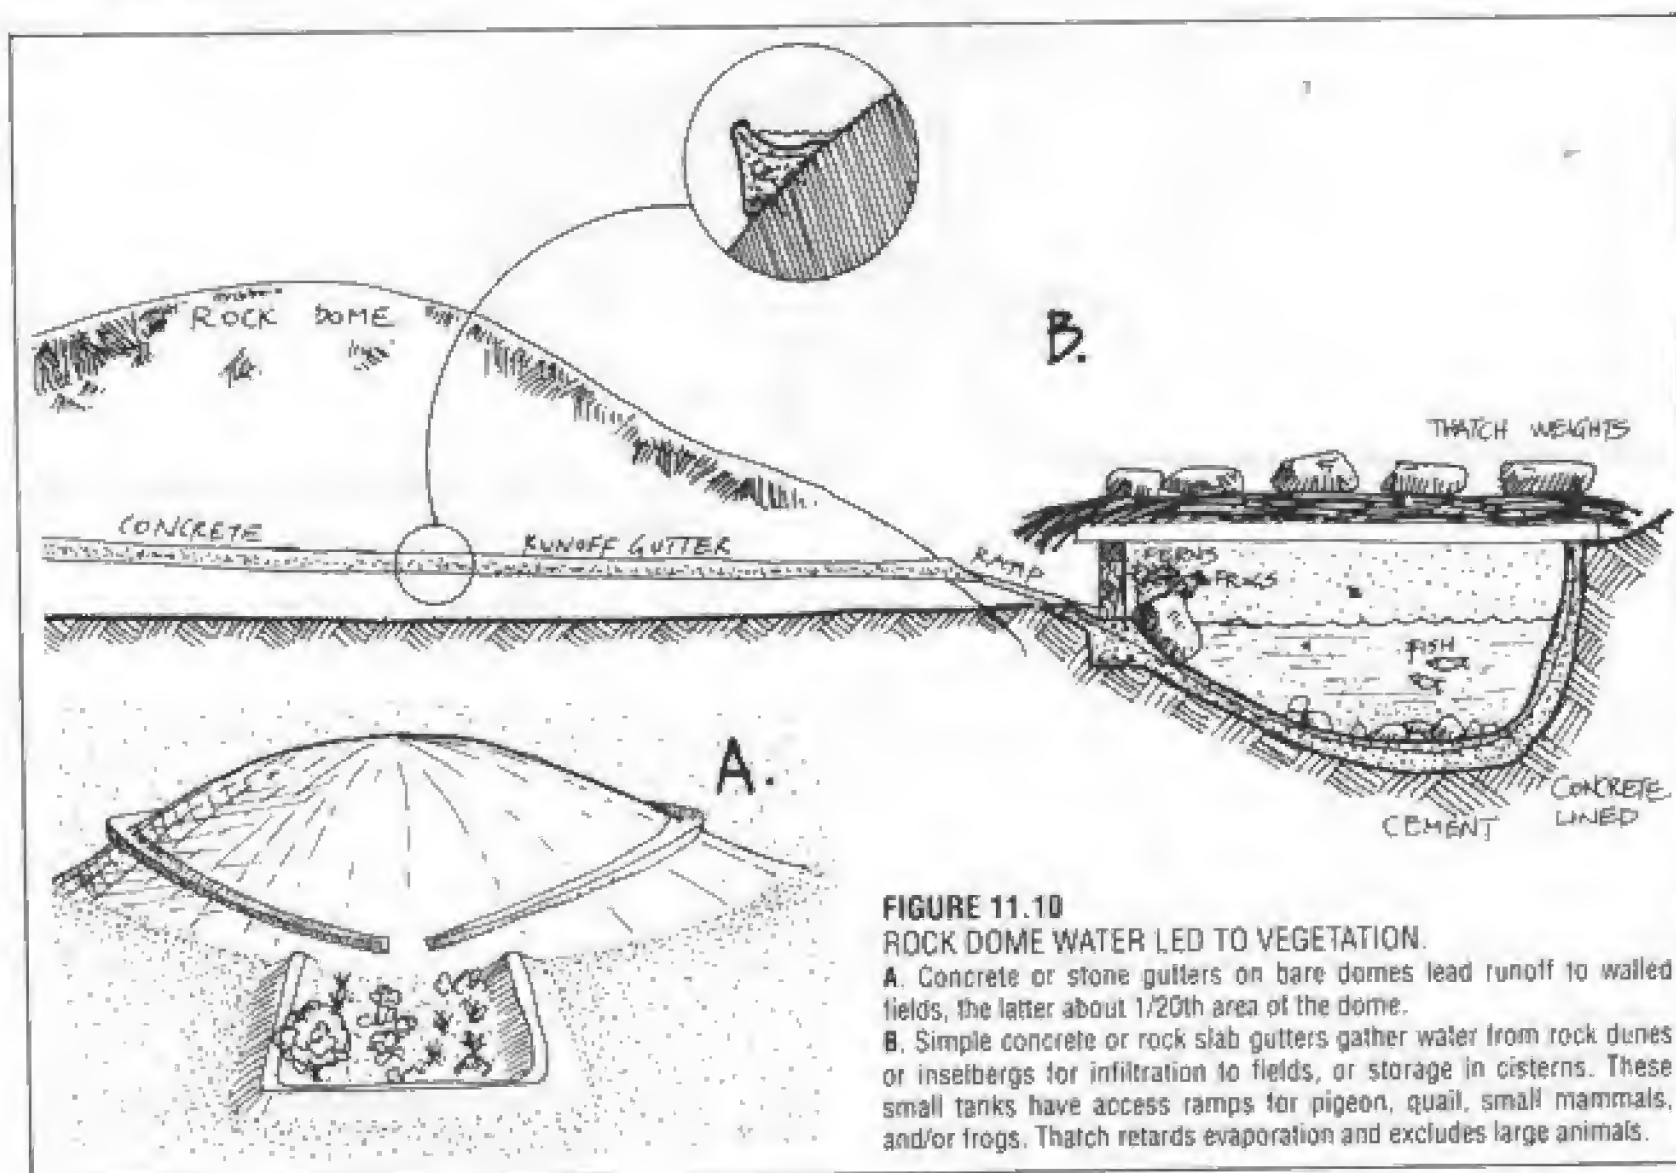 ROCK DOME
B.
THATCH WEIGHTS
CONCRETE
RUNOFF GUTTER
RAMP
FERNS
FROGS
FISH
A.
CONCRETE
LINED
CEMENT
FIGURE 11.10
ROCK DOME WATER LED TO VEGETATION.
A. Concrete or stone gutters on bare domes lead runoff to walled
fields, the latter about 1/20th area of the dome.
B. Simple concrete or rock slab gutters gather water from rock dunes
or inselbergs for infiltration to fields, or storage in cisterns. These
small tanks have access ramps for pigeon, quail, small mammals,
and/or frogs. Thatch retards evaporation and excludes large animals.